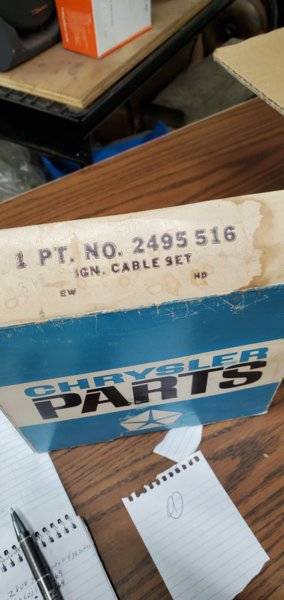 1 PT. NO. 2495 516
IGN. CABLE SET
EW HD
CHRYSLER
PARTS